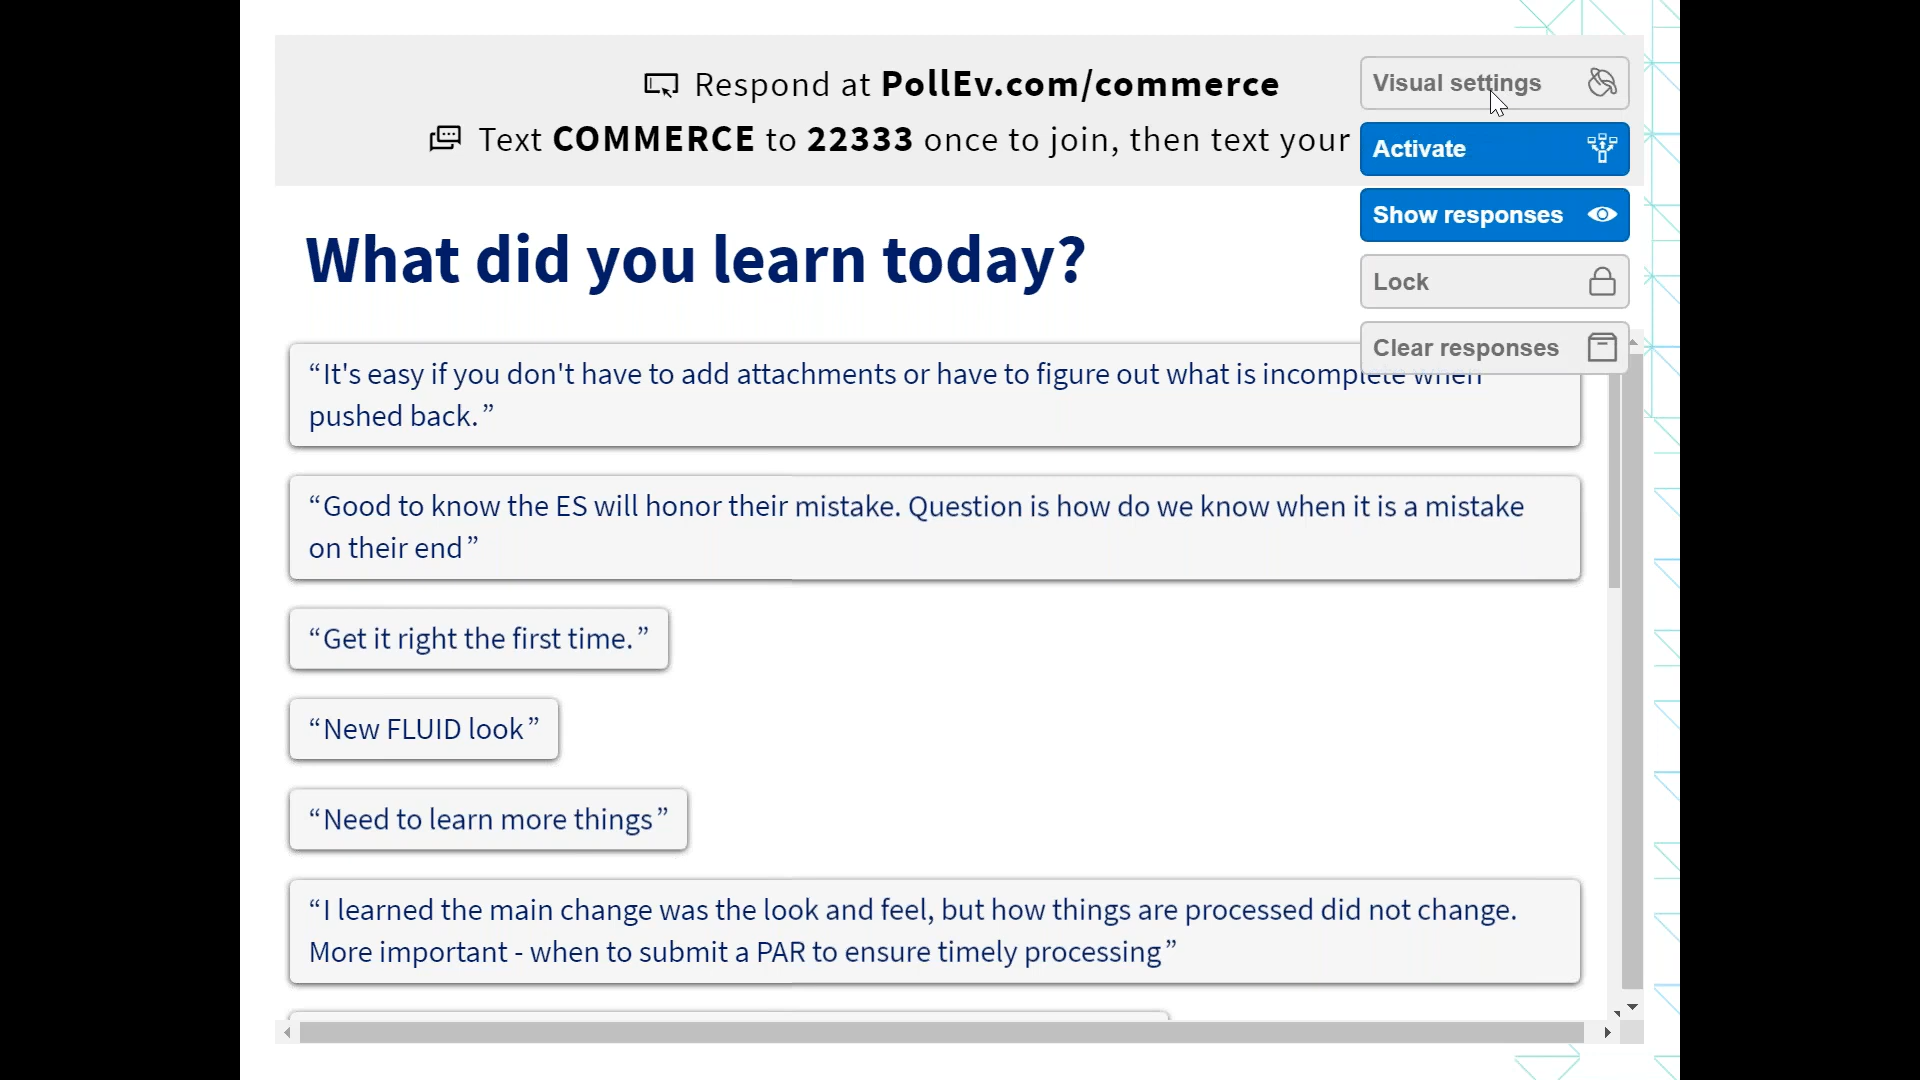 Respond at PollEv.com/commerce
Text COMMERCE to 22333 once to join, then text your
Visual settings
Activate
Show responses
Lock
Clear responses
What did you learn today?
“It's easy if you don't have to add attachments or have to figure out what is incomplete when
pushed back.”
“Good to know the ES will honor their mistake. Question is how do we know when it is a mistake
on their end”
“Get it right the first time.”
“New FLUID look”
“Need to learn more things”
“I learned the main change was the look and feel, but how things are processed did not change.
More important - when to submit a PAR to ensure timely processing”